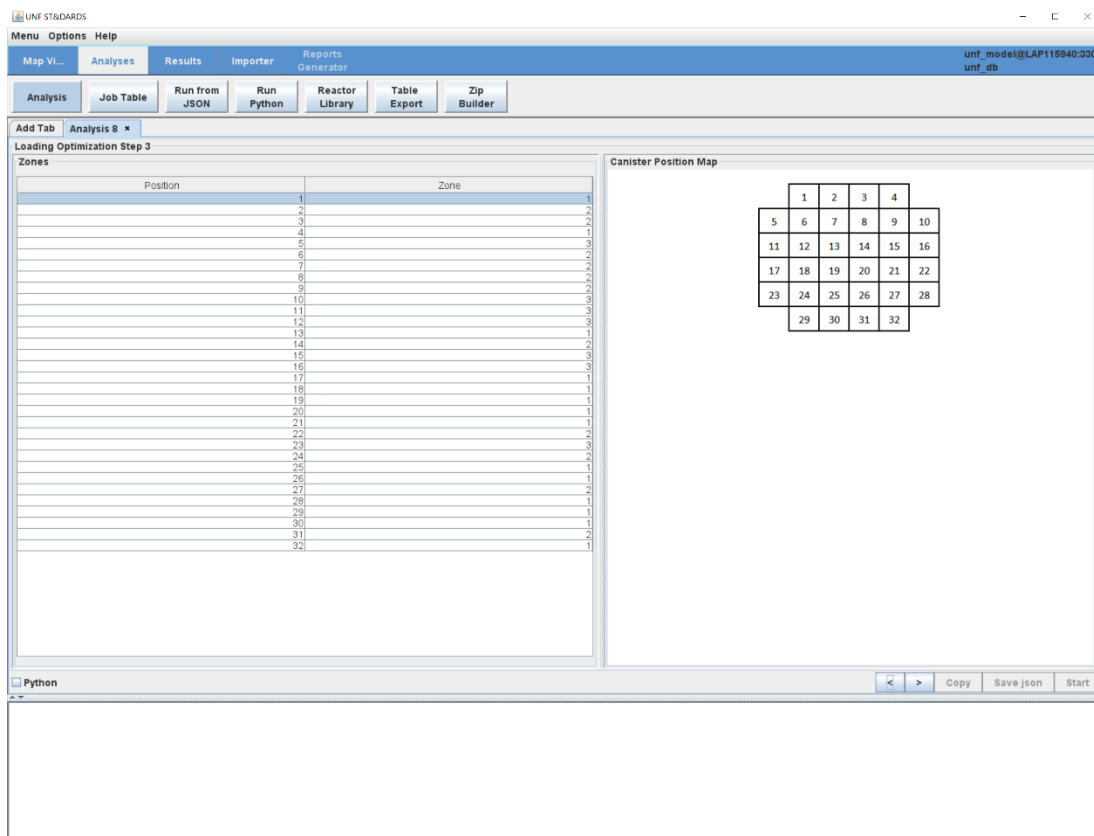 UNF ST&DARDS
Menu Options Help
Map Vi... Analyses Results Importer Reports Generator unf_model@LAP115940:330
unf_db
Analysis Job Table Run from JSON Run Python Reactor Library Table Export Zip Builder
Add Tab Analysis 8 ×
Loading Optimization Step 3
Zones
Position Zone
1 1
2 2
3 2
4 1
5 3
6 2
7 2
8 2
9 2
10 3
11 3
12 3
13 1
14 2
15 3
16 3
17 1
18 1
19 1
20 1
21 1
22 2
23 3
24 2
25 1
26 1
27 2
28 1
29 1
30 1
31 2
32 1
Canister Position Map
1 2 3 4
5 6 7 8 9 10
11 12 13 14 15 16
17 18 19 20 21 22
23 24 25 26 27 28
29 30 31 32
Python
< > Copy Save json Start